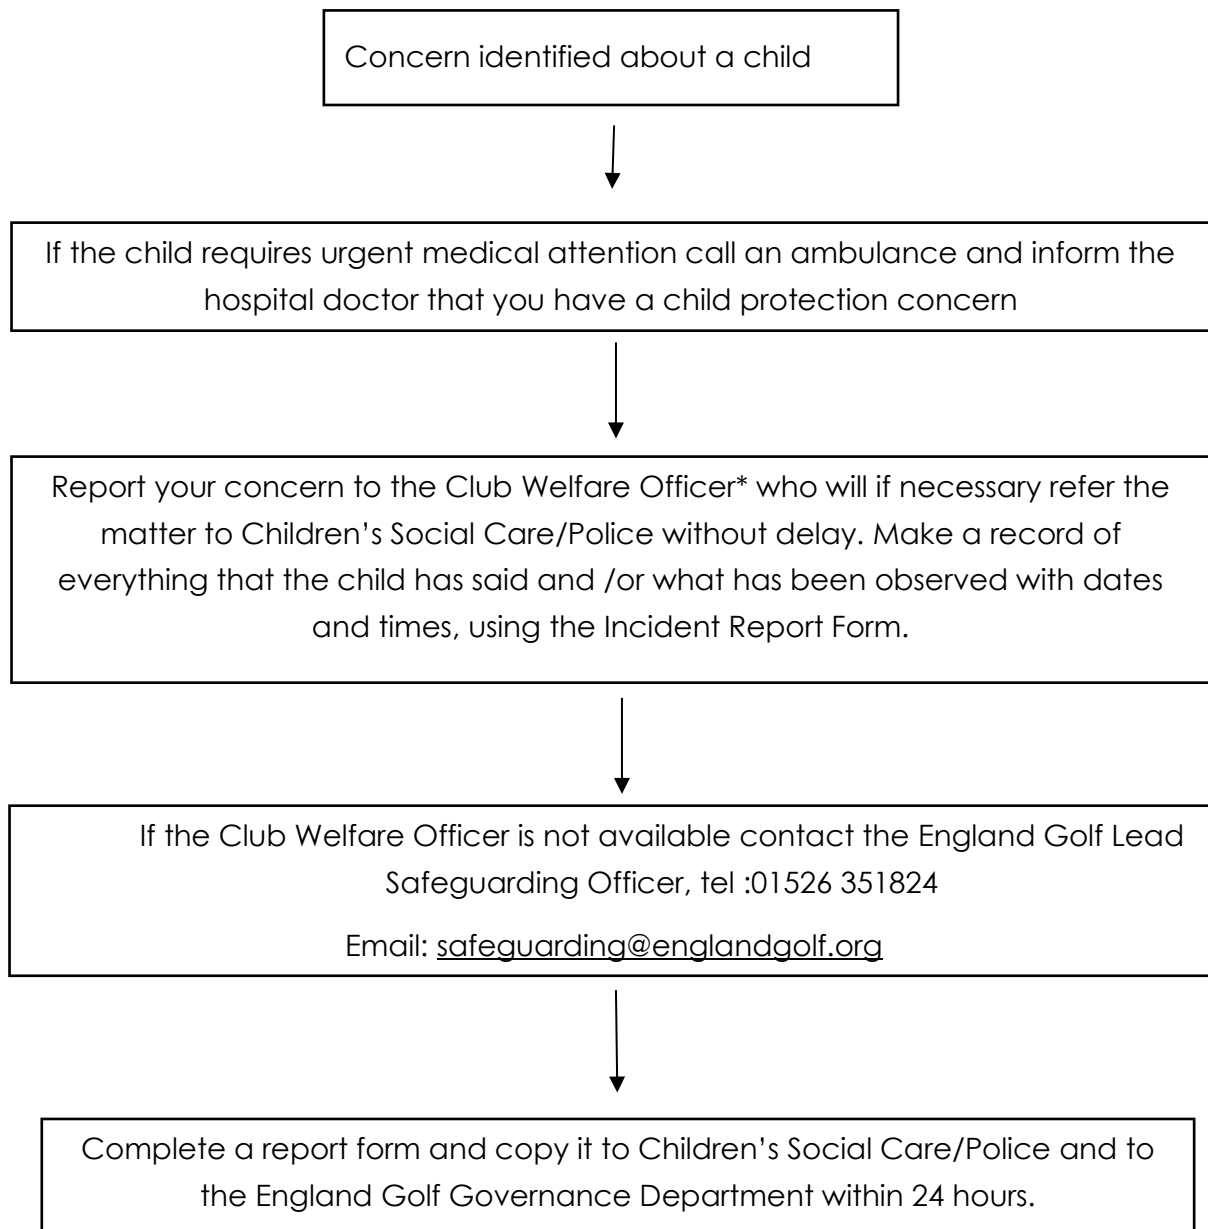 Concern identified about a child
If the child requires urgent medical attention call an ambulance and inform the
hospital doctor that you have a child protection concern
Report your concern to the Club Welfare Officer* who will if necessary refer the
matter to Children’s Social Care/Police without delay. Make a record of
everything that the child has said and /or what has been observed with dates
and times, using the Incident Report Form.
If the Club Welfare Officer is not available contact the England Golf Lead
Safeguarding Officer, tel :01526 351824
Email: safeguarding@englandgolf.org
Complete a report form and copy it to Children’s Social Care/Police and to
the England Golf Governance Department within 24 hours.